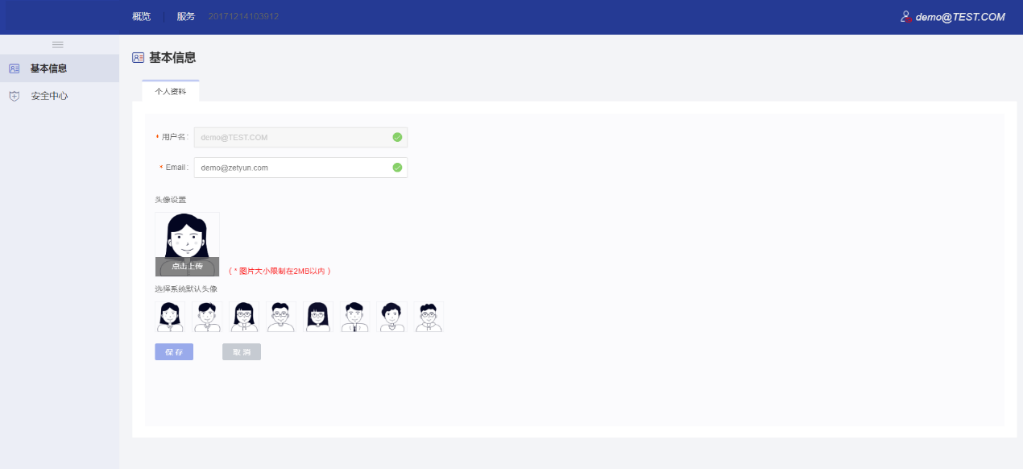 概览 服务 20171214103912 demo@TEST.COM
基本信息
安全中心
基本信息
个人资料
* 用户名: demo@TEST.COM
* Email: demo@zetyun.com
头像设置
点击上传
( * 图片大小限制在2MB以内 )
选择系统默认头像
保存 取消